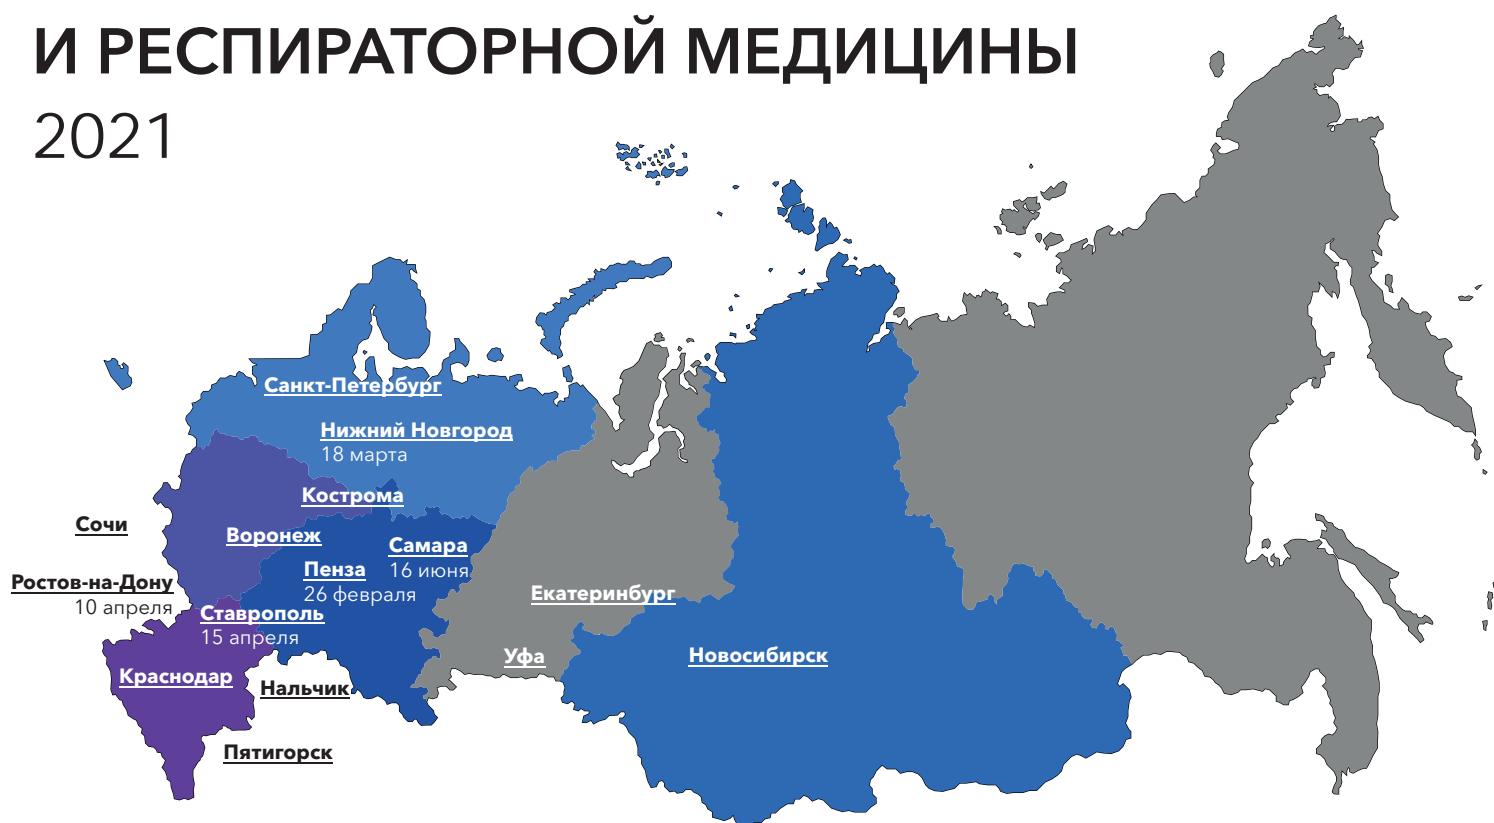 И РЕСПИРАТОРНОЙ МЕДИЦИНЫ
2021
Санкт-Петербург
Нижний Новгород
18 марта
Кострома
Сочи
Воронеж
Самара
16 июня
Пенза
26 февраля
Ростов-на-Дону
10 апреля
Екатеринбург
Ставрополь
15 апреля
Уфа
Новосибирск
Краснодар
Нальчик
Пятигорск